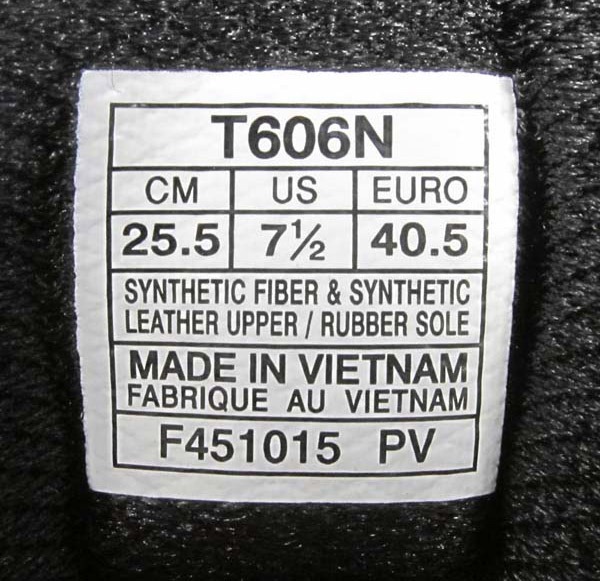 T606N
CM US EURO
25.5 7½ 40.5
SYNTHETIC FIBER & SYNTHETIC
LEATHER UPPER / RUBBER SOLE
MADE IN VIETNAM
FABRIQUE AU VIETNAM
F451015 PV